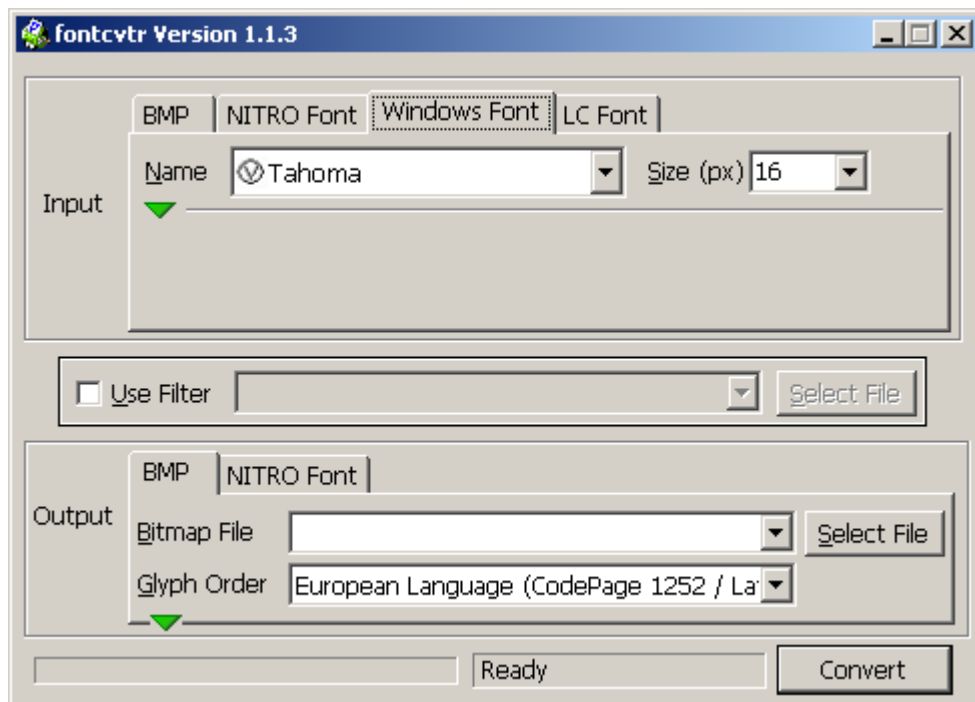 fontcvtr Version 1.1.3
Input
BMP NITRO Font Windows Font LC Font
Name Tahoma Size (px) 16
Use Filter Select File
Output
BMP NITRO Font
Bitmap File Select File
Glyph Order European Language (CodePage 1252 / La
Ready Convert